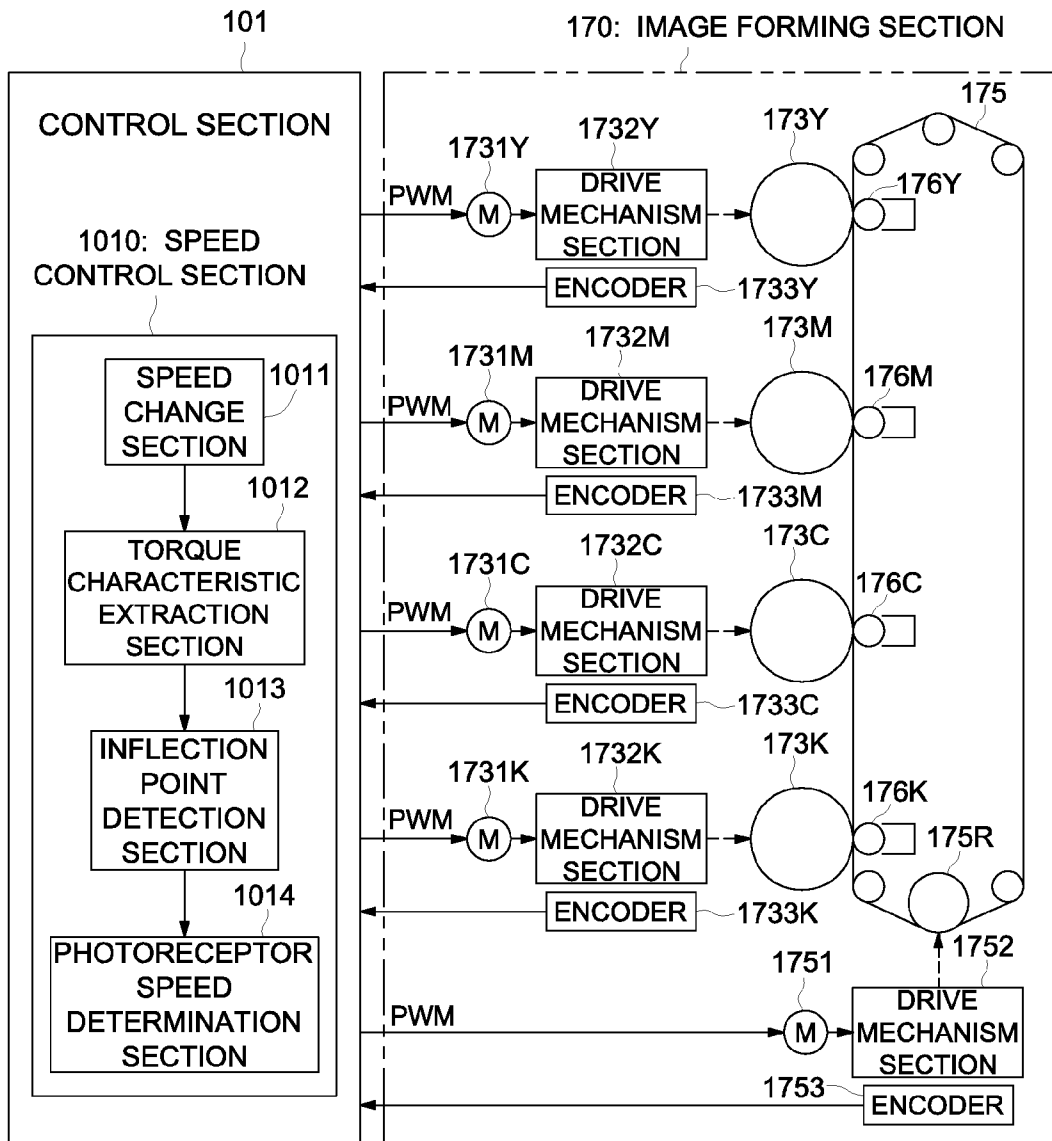 101
170: IMAGE FORMING SECTION
CONTROL SECTION
1010: SPEED
CONTROL SECTION
SPEED
CHANGE
SECTION
1011
1012
TORQUE
CHARACTERISTIC
EXTRACTION
SECTION
1013
INFLECTION
POINT
DETECTION
SECTION
1014
PHOTORECEPTOR
SPEED
DETERMINATION
SECTION
PWM
1731Y
M
1732Y
DRIVE
MECHANISM
SECTION
173Y
175
176Y
ENCODER
1733Y
PWM
1731M
M
1732M
DRIVE
MECHANISM
SECTION
173M
176M
ENCODER
1733M
PWM
1731C
M
1732C
DRIVE
MECHANISM
SECTION
173C
176C
ENCODER
1733C
PWM
1731K
M
1732K
DRIVE
MECHANISM
SECTION
173K
176K
175R
ENCODER
1733K
PWM
1751
M
1752
DRIVE
MECHANISM
SECTION
1753
ENCODER